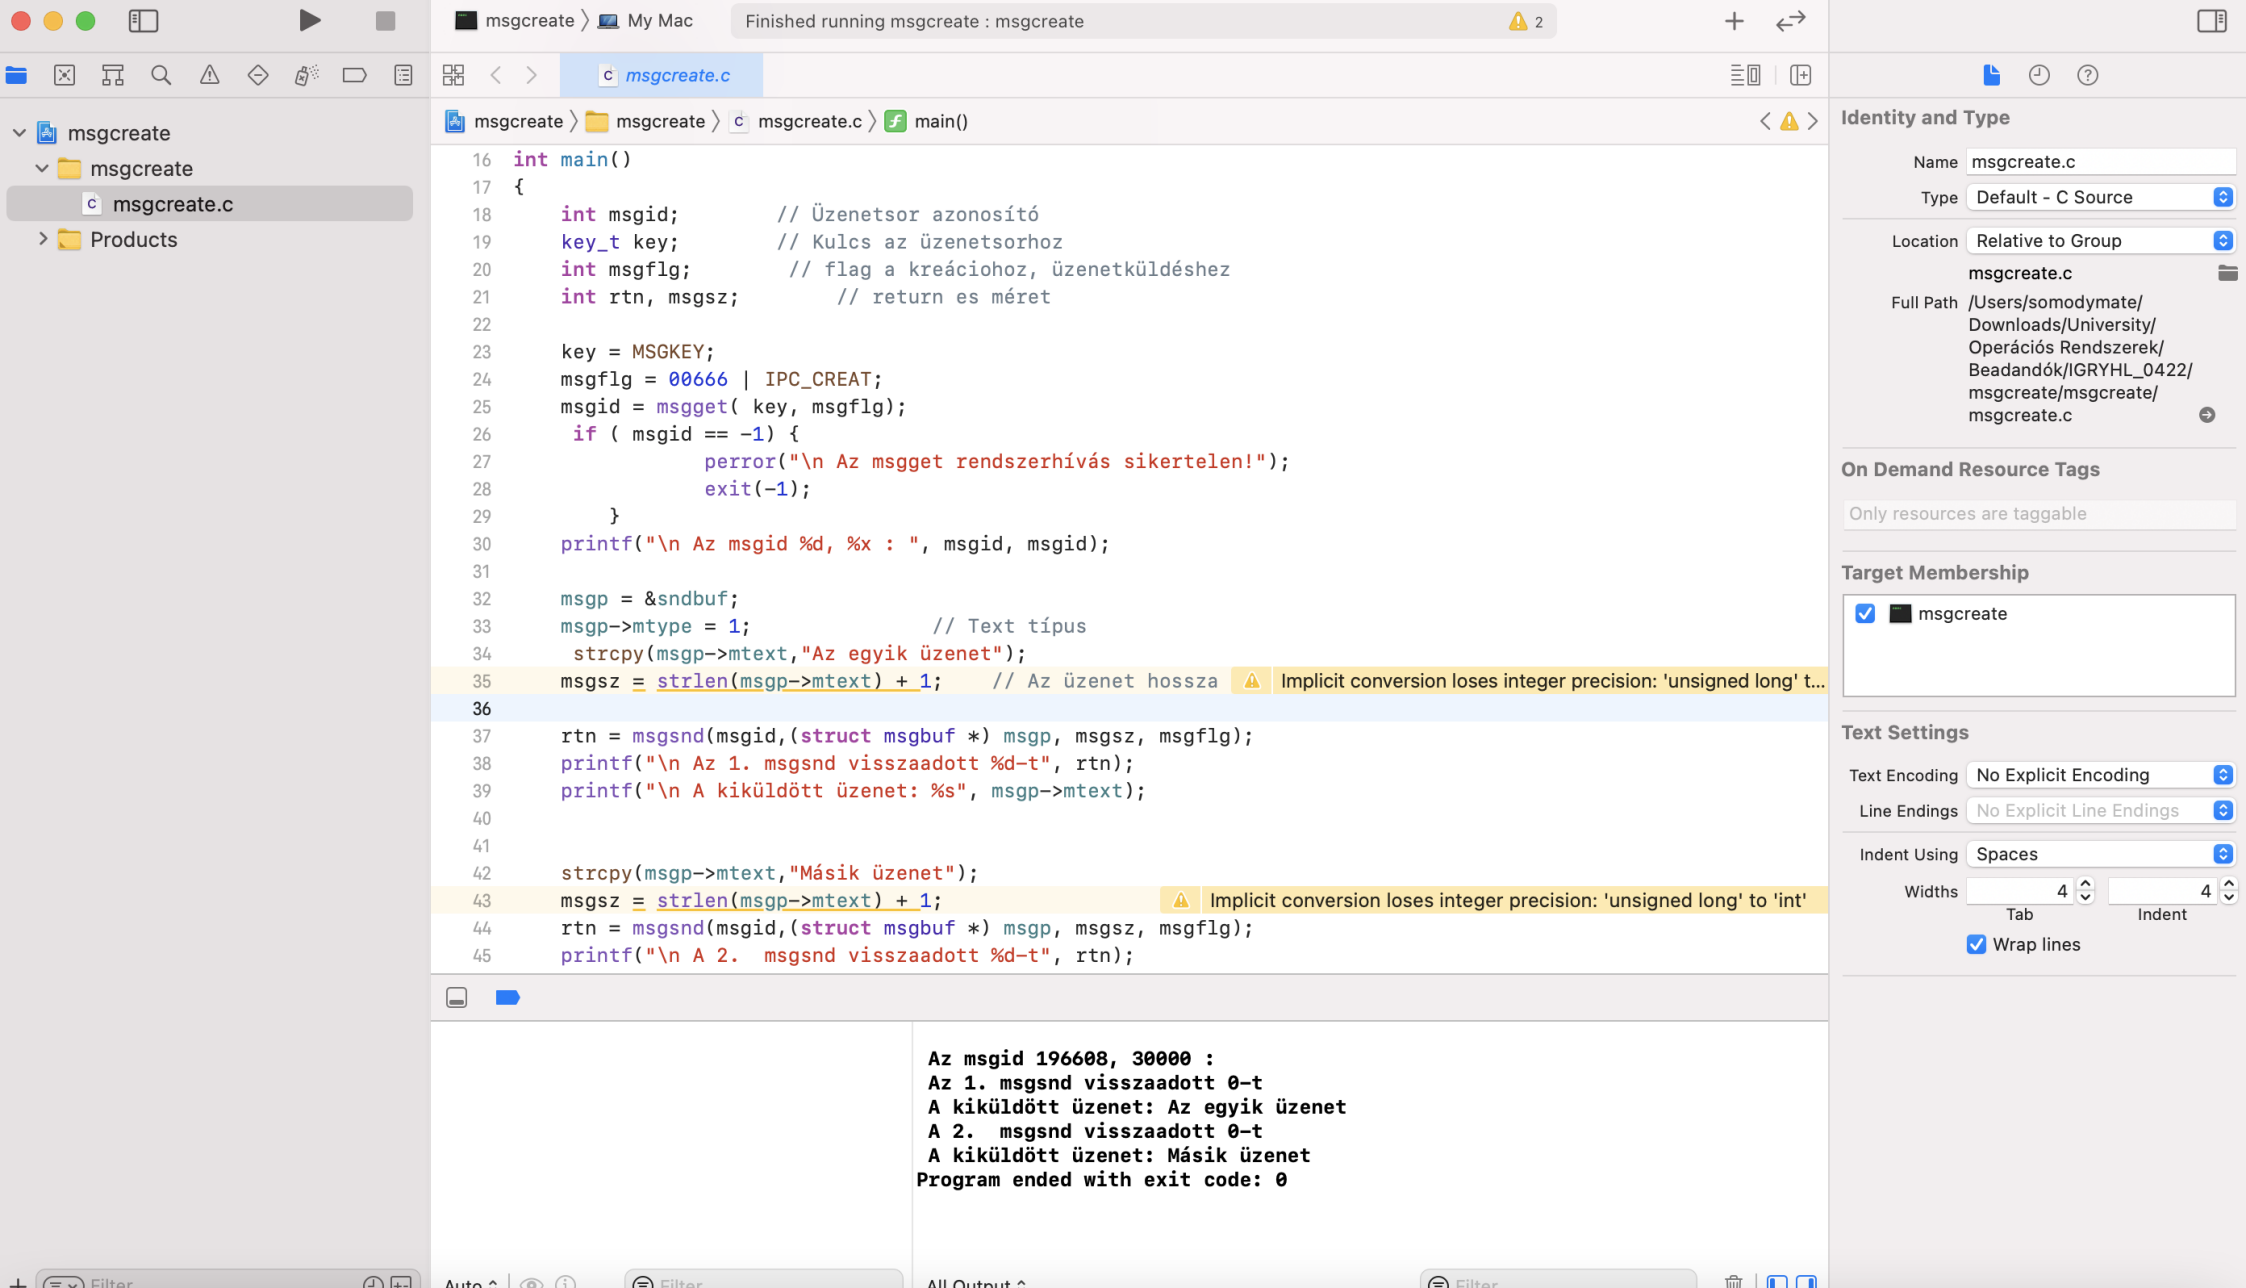 msgcreate My Mac
Finished running msgcreate : msgcreate
2
msgcreate.c
msgcreate
msgcreate
msgcreate.c
Products
msgcreate msgcreate msgcreate.c main()
16 int main()
17 {
18 int msgid; // Üzenetsor azonosító
19 key_t key; // Kulcs az üzenetsorhoz
20 int msgflg; // flag a kreációhoz, üzenetküldéshez
21 int rtn, msgsz; // return es méret
22
23 key = MSGKEY;
24 msgflg = 00666 | IPC_CREAT;
25 msgid = msgget( key, msgflg);
26 if ( msgid == -1) {
27 perror("\n Az msgget rendszerhívás sikertelen!");
28 exit(-1);
29 }
30 printf("\n Az msgid %d, %x : ", msgid, msgid);
31
32 msgp = &sndbuf;
33 msgp->mtype = 1; // Text típus
34 strcpy(msgp->mtext,"Az egyik üzenet");
35 msgsz = strlen(msgp->mtext) + 1; // Az üzenet hossza Implicit conversion loses integer precision: 'unsigned long' t...
36
37 rtn = msgsnd(msgid,(struct msgbuf *) msgp, msgsz, msgflg);
38 printf("\n Az 1. msgsnd visszaadott %d-t", rtn);
39 printf("\n A kiküldött üzenet: %s", msgp->mtext);
40
41
42 strcpy(msgp->mtext,"Másik üzenet");
43 msgsz = strlen(msgp->mtext) + 1; Implicit conversion loses integer precision: 'unsigned long' to 'int'
44 rtn = msgsnd(msgid,(struct msgbuf *) msgp, msgsz, msgflg);
45 printf("\n A 2.  msgsnd visszaadott %d-t", rtn);
Az msgid 196608, 30000 :
Az 1. msgsnd visszaadott 0-t
A kiküldött üzenet: Az egyik üzenet
A 2.  msgsnd visszaadott 0-t
A kiküldött üzenet: Másik üzenet
Program ended with exit code: 0
Filter
Auto
Filter
All Output
Filter
Identity and Type
Name msgcreate.c
Type Default - C Source
Location Relative to Group
msgcreate.c
Full Path /Users/somodymate/
Downloads/University/
Operációs Rendszerek/
Beadandók/IGRYHL_0422/
msgcreate/msgcreate/
msgcreate.c
On Demand Resource Tags
Only resources are taggable
Target Membership
msgcreate
Text Settings
Text Encoding No Explicit Encoding
Line Endings No Explicit Line Endings
Indent Using Spaces
Widths 4 4
Tab Indent
Wrap lines